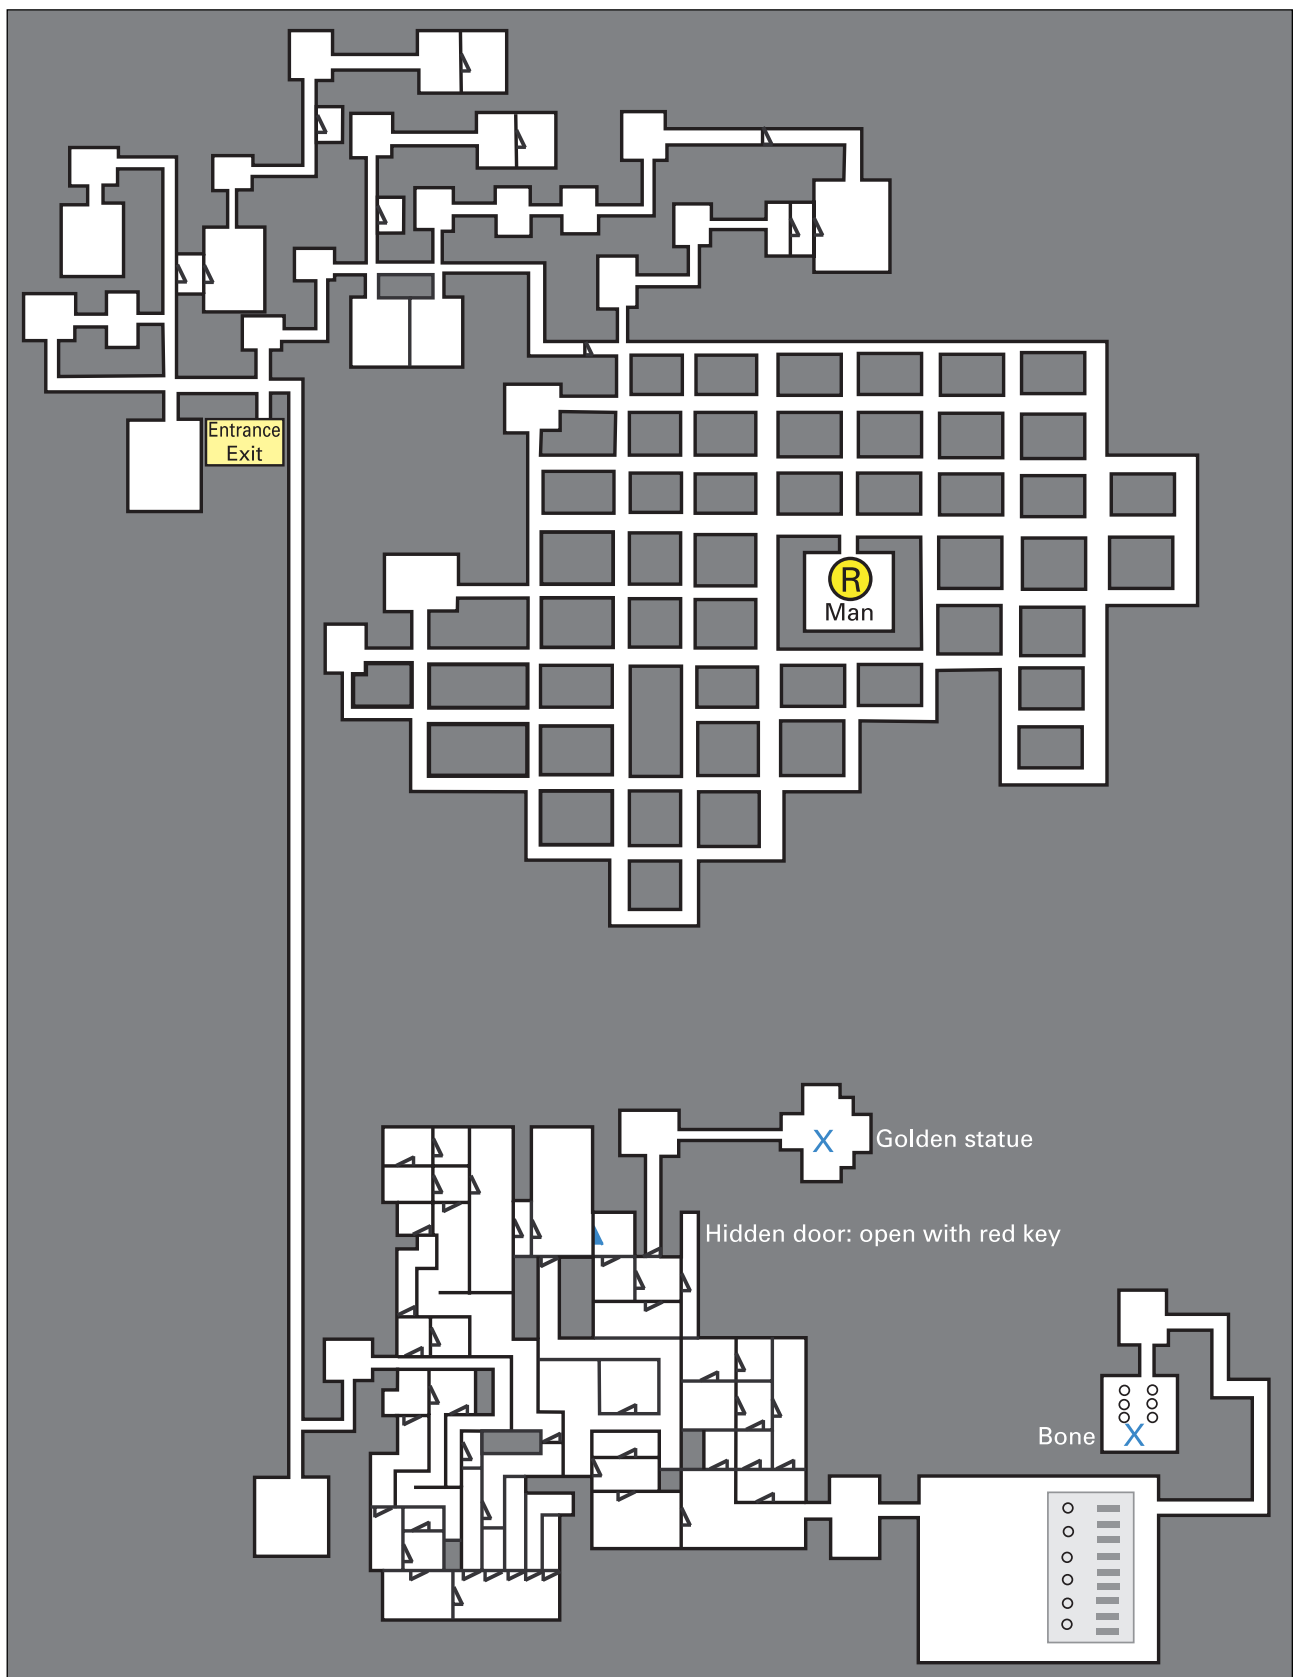 Entrance
Exit
R
Man
X
Golden statue
Hidden door: open with red key
Bone
X